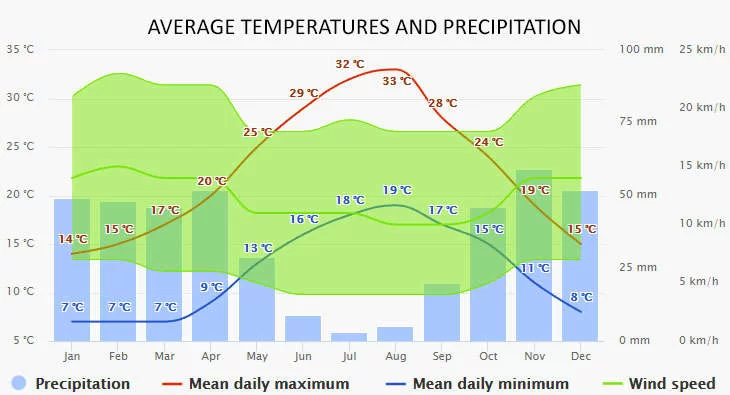 AVERAGE TEMPERATURES AND PRECIPITATION
35 °C 100 mm 25 km/h
32 °C
33 °C
30 °C 29 °C 28 °C 20 km/h
25 °C 25 °C 24 °C 75 mm
20 °C 20 °C 19 °C 19 °C 50 mm 15 km/h
17 °C 18 °C 17 °C
15 °C 16 °C 15 °C 15 °C 10 km/h
15 °C 14 °C 13 °C
11 °C 25 mm
10 °C 9 °C 5 km/h
7 °C 7 °C 7 °C 8 °C
5 °C 0 mm 0 km/h
Jan Feb Mar Apr May Jun Jul Aug Sep Oct Nov Dec
Precipitation Mean daily maximum Mean daily minimum Wind speed